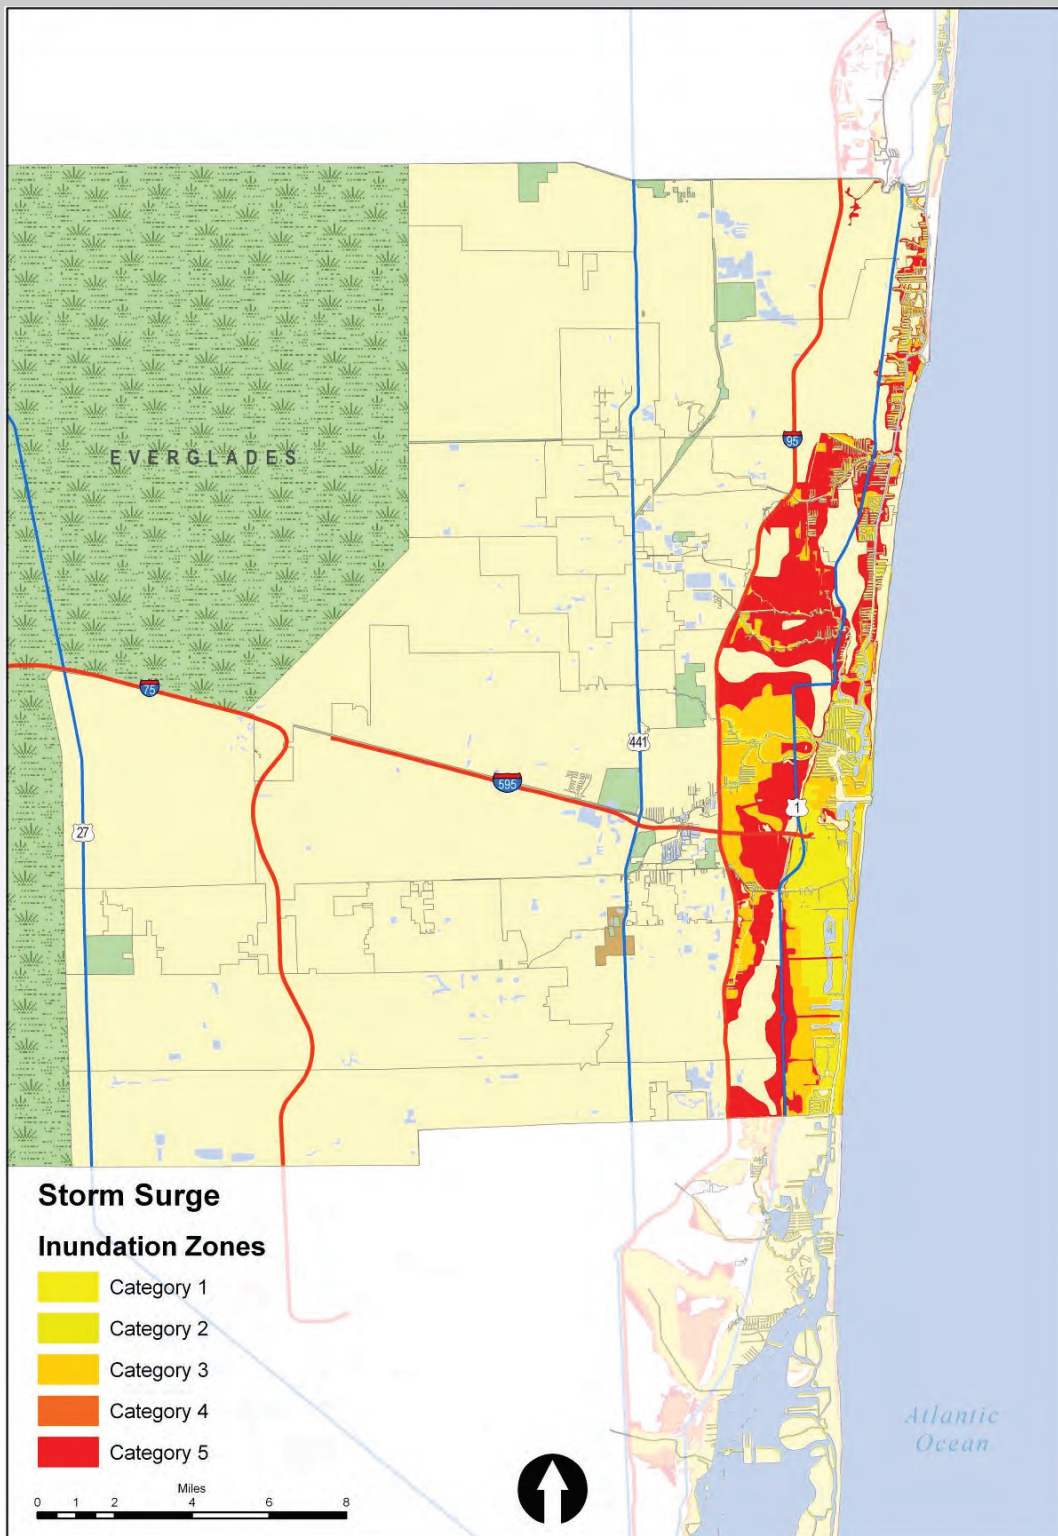 EVERGLADES
95
75
441
595
1
27
Storm Surge
Inundation Zones
Category 1
Category 2
Category 3
Category 4
Category 5
Miles
0 1 2 4 6 8
Atlantic
Ocean